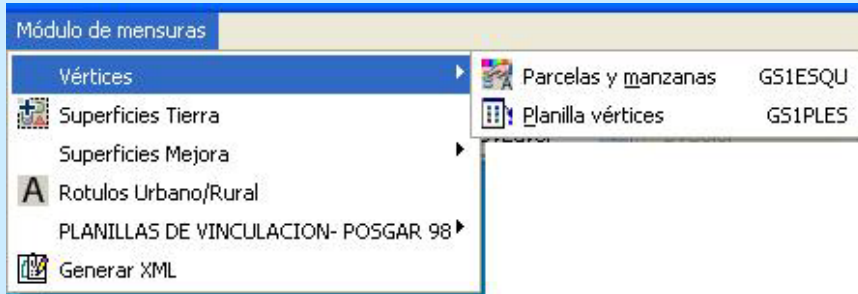 Módulo de mensuras
Vértices
Parcelas y manzanas GS1ESQU
Superficies Tierra
Planilla vértices GS1PLES
Superficies Mejora
A Rotulos Urbano/Rural
PLANILLAS DE VINCULACION- POSGAR 98
Generar XML